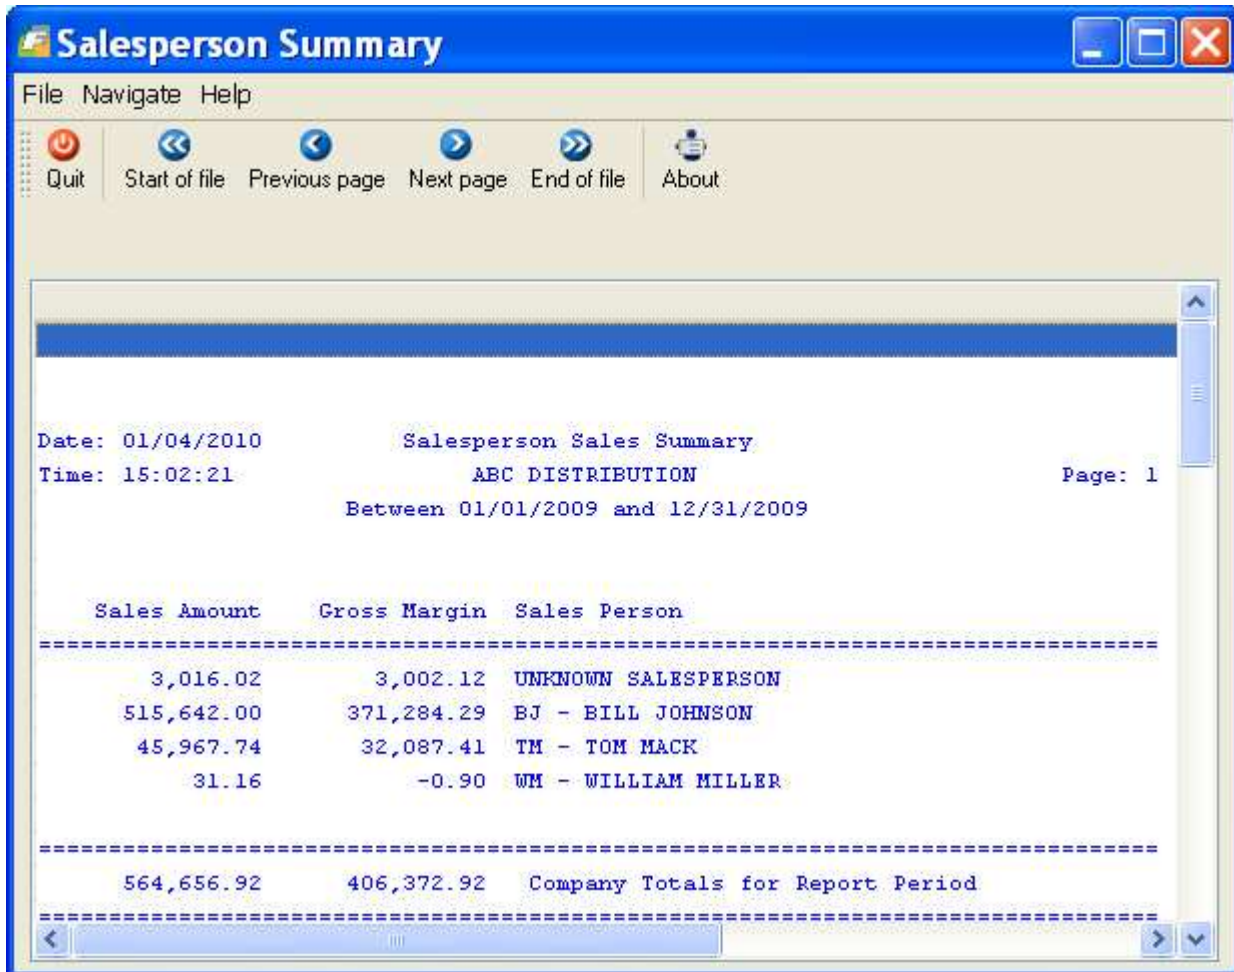 Salesperson Summary
File Navigate Help
Quit Start of file Previous page Next page End of file About
Date: 01/04/2010 Salesperson Sales Summary
Time: 15:02:21 ABC DISTRIBUTION Page: 1
Between 01/01/2009 and 12/31/2009
Sales Amount Gross Margin Sales Person
================================================================================
3,016.02 3,002.12 UNKNOWN SALESPERSON
515,642.00 371,284.29 BJ - BILL JOHNSON
45,967.74 32,087.41 TM - TOM MACK
31.16 -0.90 WM - WILLIAM MILLER
================================================================================
564,656.92 406,372.92 Company Totals for Report Period
================================================================================